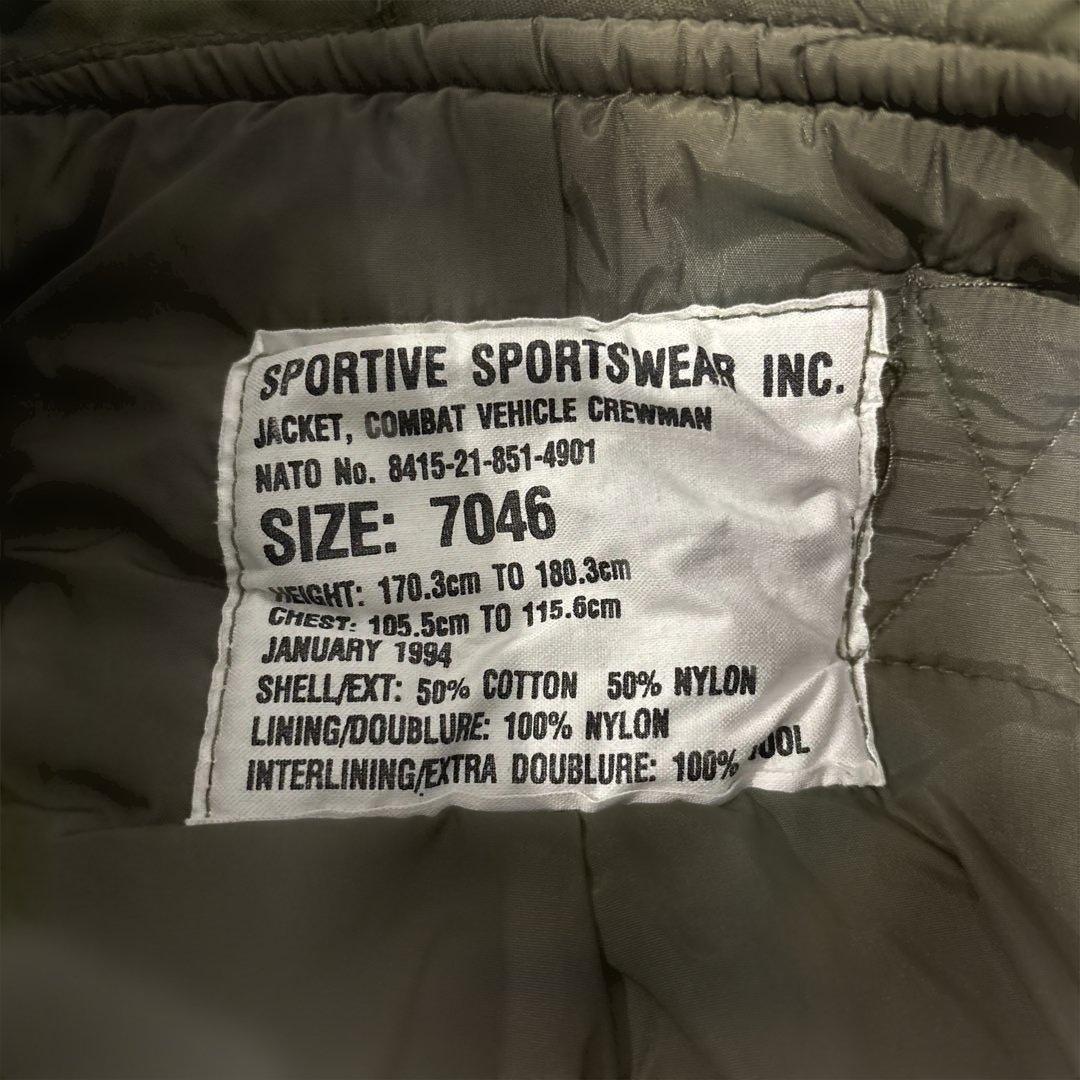 SPORTIVE SPORTSWEAR INC.
JACKET, COMBAT VEHICLE CREWMAN
NATO No. 8415-21-851-4901
SIZE: 7046
HEIGHT: 170.3cm TO 180.3cm
CHEST: 105.5cm TO 115.6cm
JANUARY 1994
SHELL/EXT: 50% COTTON 50% NYLON
LINING/DOUBLURE: 100% NYLON
INTERLINING/EXTRA DOUBLURE: 100% WOOL